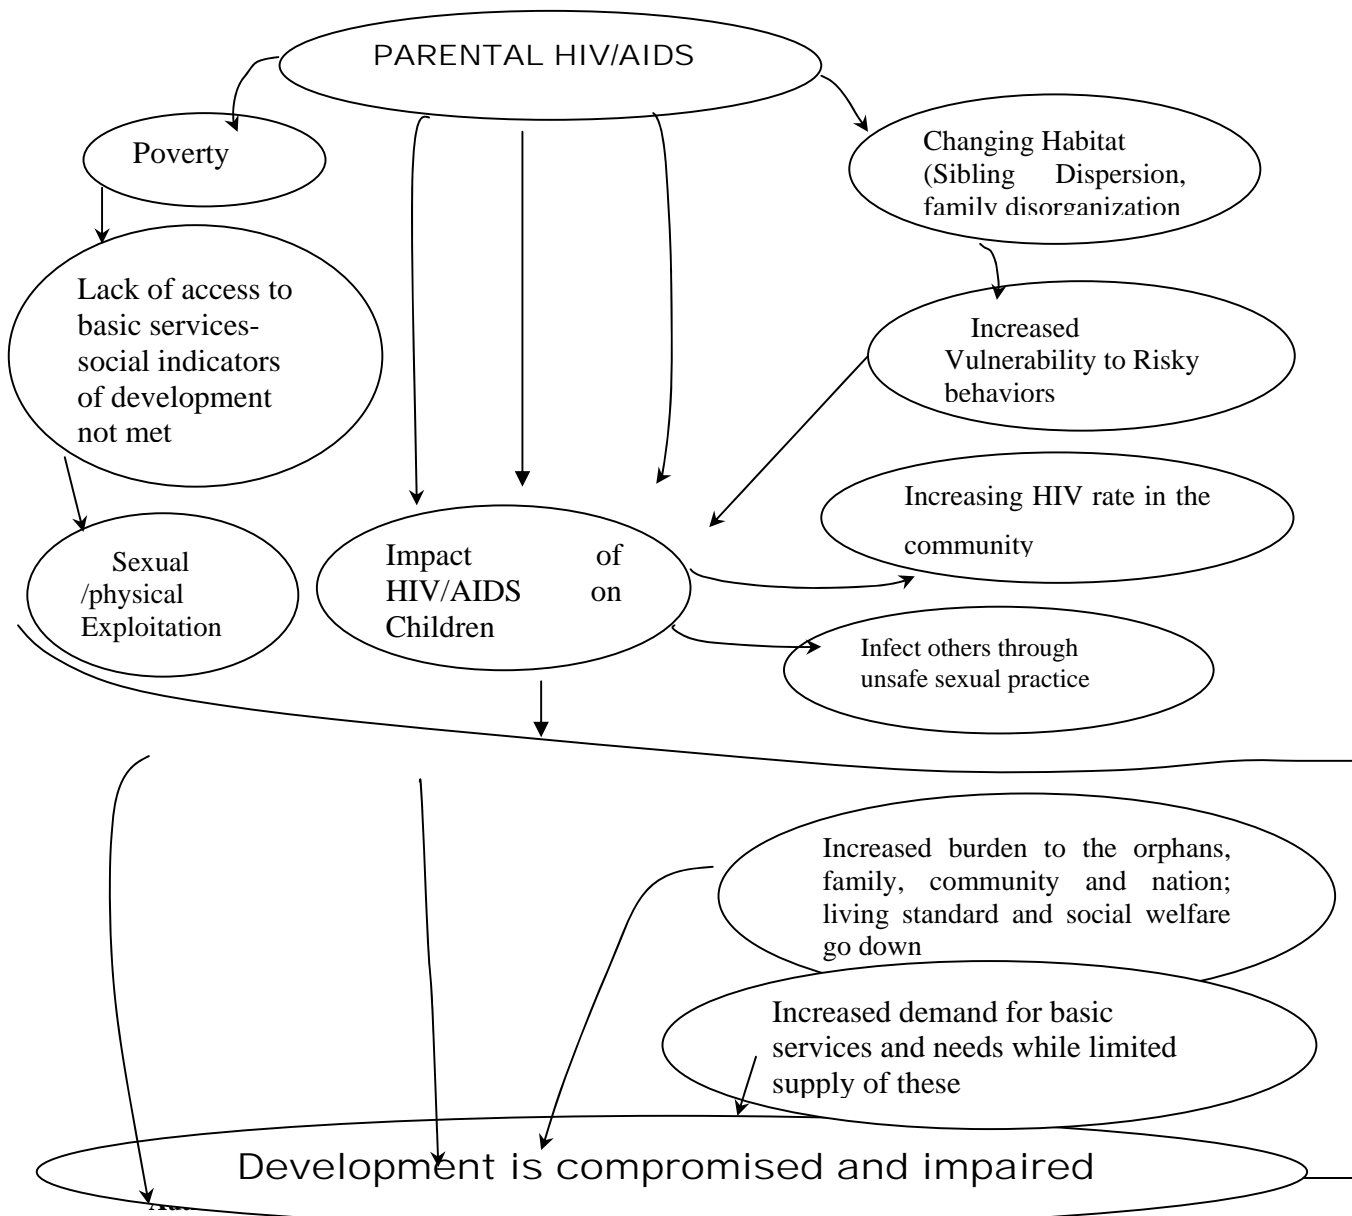 PARENTAL HIV/AIDS
Poverty
Changing Habitat
(Sibling Dispersion,
family disorganization
Lack of access to
basic services-
social indicators
of development
not met
Increased
Vulnerability to Risky
behaviors
Increasing HIV rate in the
community
Sexual
/physical
Exploitation
Impact of
HIV/AIDS on
Children
Infect others through
unsafe sexual practice
Increased burden to the orphans,
family, community and nation;
living standard and social welfare
go down
Increased demand for basic
services and needs while limited
supply of these
Development is compromised and impaired